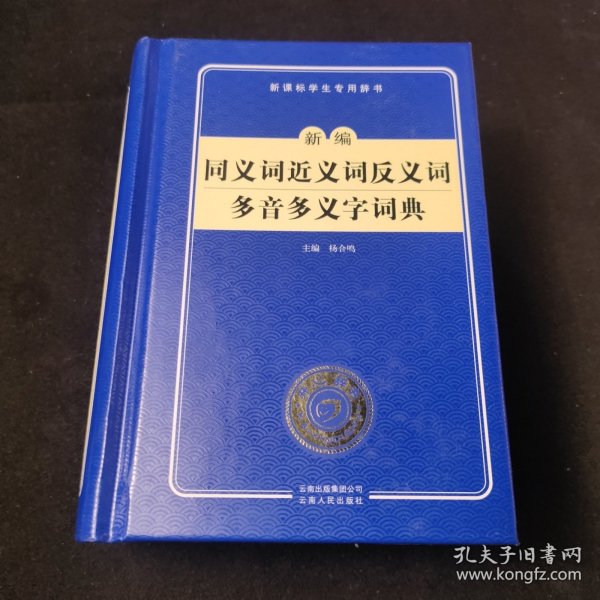 新课标学生专用辞书
新编
同义词近义词反义词
多音多义字词典
主编 杨合鸣
云南出版集团公司
云南人民出版社
孔夫子旧书网
www.kongfz.com